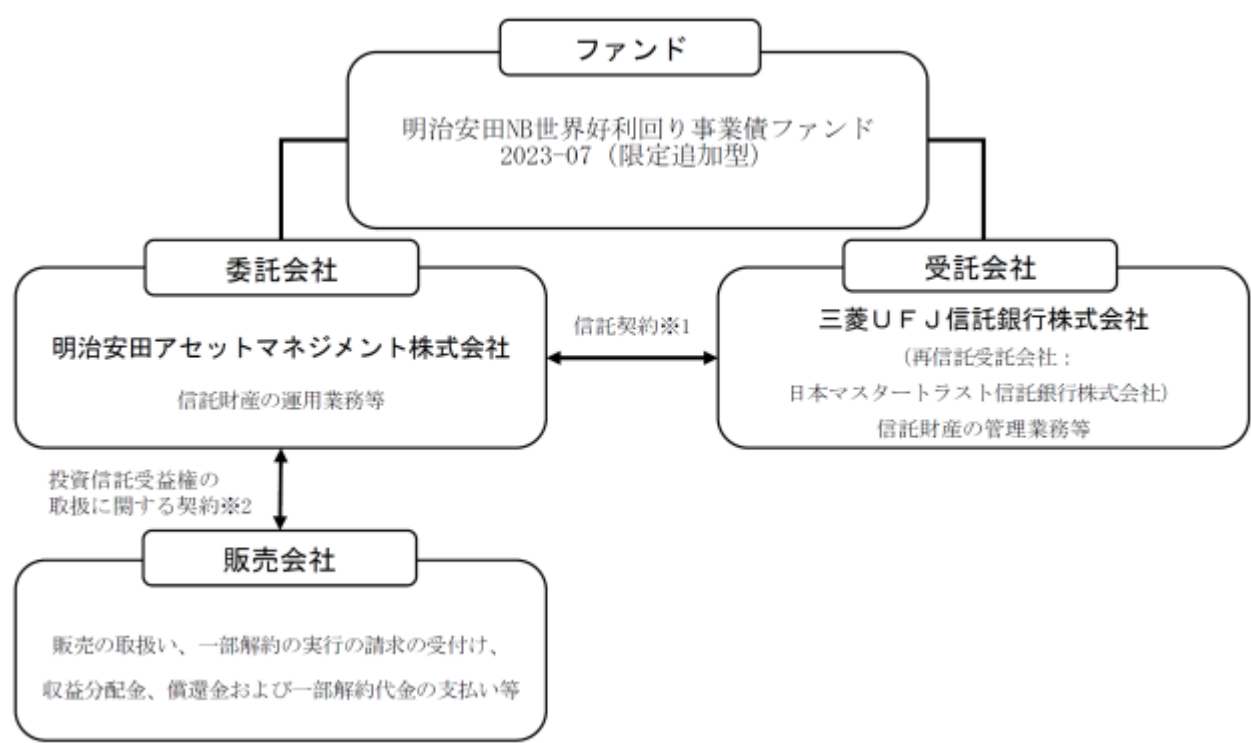 ファンド
明治安田NB世界好利回り事業債ファンド
2023-07（限定追加型）
委託会社
明治安田アセットマネジメント株式会社
信託財産の運用業務等
信託契約※1
受託会社
三菱ＵＦＪ信託銀行株式会社
（再信託受託会社：
日本マスタートラスト信託銀行株式会社）
信託財産の管理業務等
投資信託受益権の
取扱に関する契約※2
販売会社
販売の取扱い、一部解約の実行の請求の受付け、
収益分配金、償還金および一部解約代金の支払い等